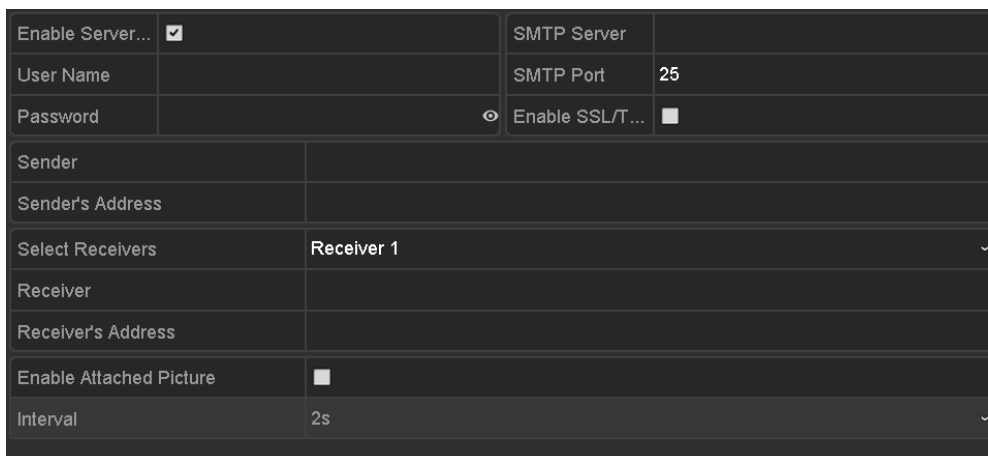 Enable Server... SMTP Server
User Name SMTP Port 25
Password Enable SSL/T...
Sender
Sender's Address
Select Receivers Receiver 1
Receiver
Receiver's Address
Enable Attached Picture
Interval 2s